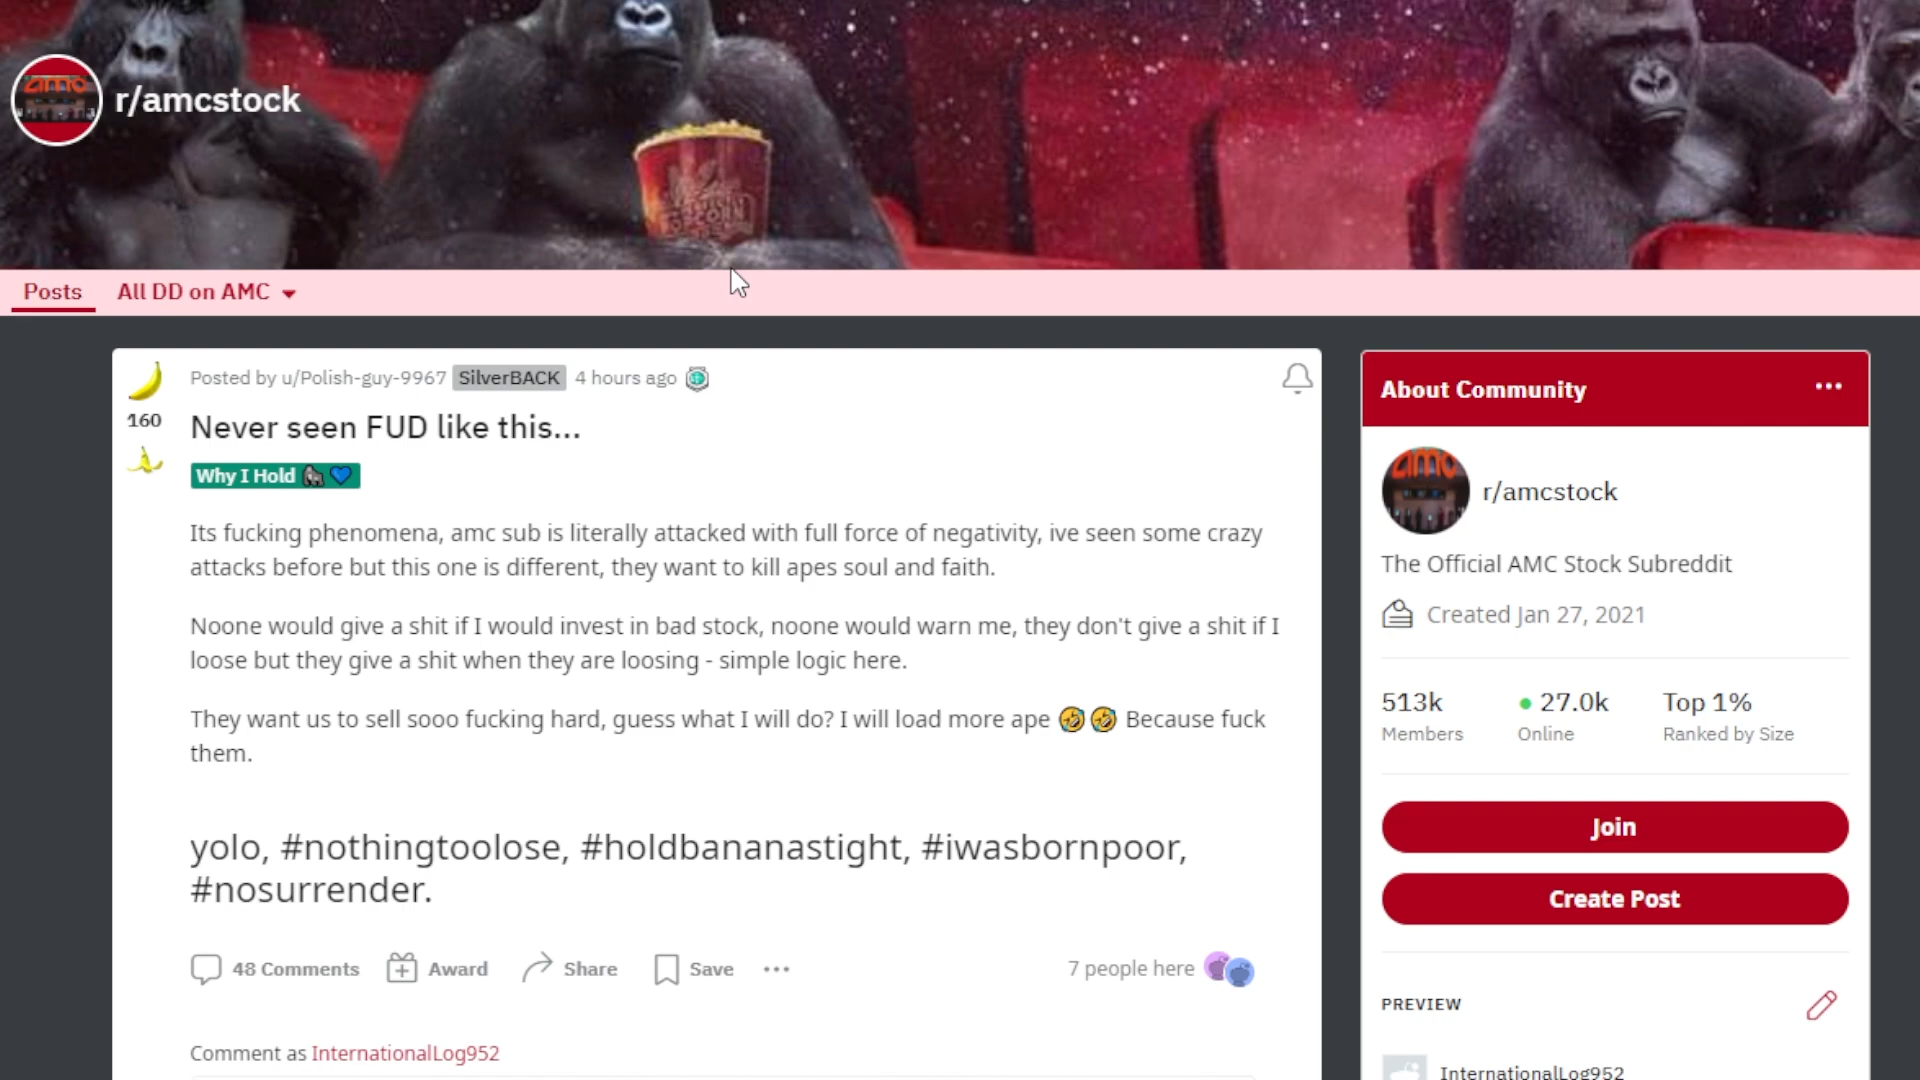 amc
r/amcstock
Posts
All DD on AMC
Posted by u/Polish-guy-9967 SilverBACK 4 hours ago
160
Never seen FUD like this...
Why I Hold 🦍💙
Its fucking phenomena, amc sub is literally attacked with full force of negativity, ive seen some crazy
attacks before but this one is different, they want to kill apes soul and faith.
Noone would give a shit if I would invest in bad stock, noone would warn me, they don't give a shit if I
loose but they give a shit when they are loosing - simple logic here.
They want us to sell sooo fucking hard, guess what I will do? I will load more ape 🤣🤣 Because fuck
them.
yolo, #nothingtoolose, #holdbananastight, #iwasbornpoor,
#nosurrender.
48 Comments
Award
Share
Save
7 people here
Comment as InternationalLog952
About Community
amc
r/amcstock
The Official AMC Stock Subreddit
Created Jan 27, 2021
513k
27.0k
Top 1%
Members
Online
Ranked by Size
Join
Create Post
PREVIEW
InternationalLog952